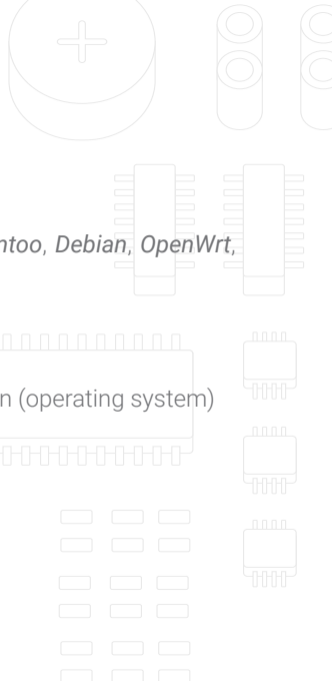 ntoo, Debian, OpenWrt,
n (operating system)